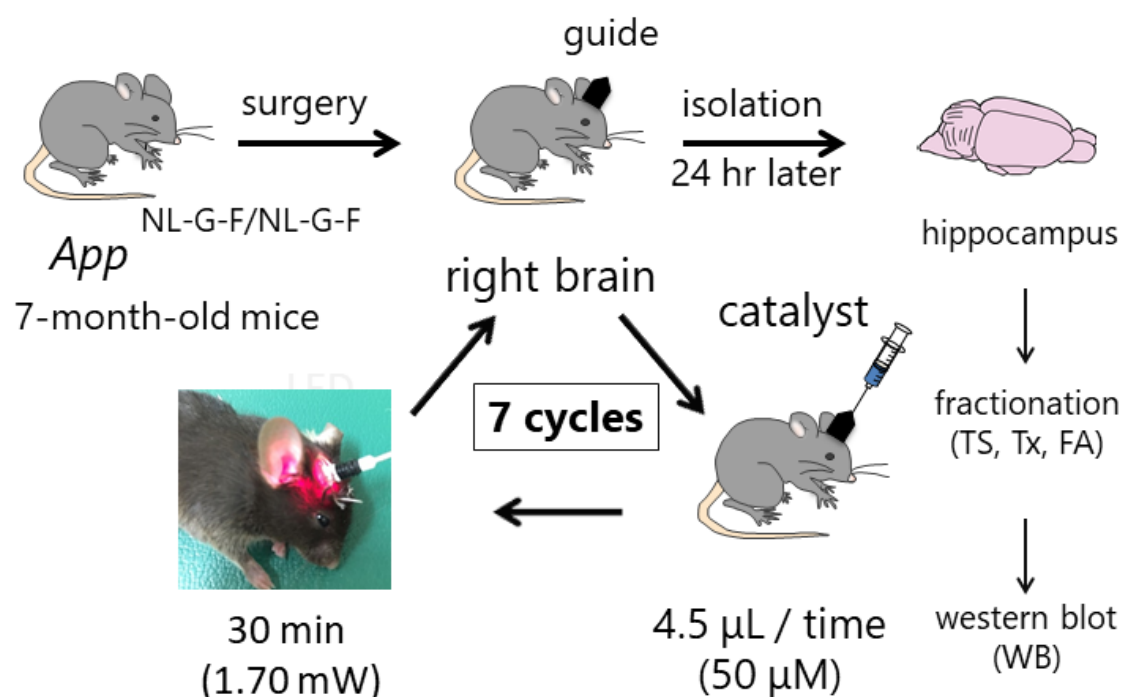 guide
surgery
isolation
24 hr later
NL-G-F/NL-G-F
App
7-month-old mice
hippocampus
right brain
catalyst
LED
7 cycles
fractionation
(TS, Tx, FA)
30 min
(1.70 mW)
4.5 µL / time
(50 µM)
western blot
(WB)